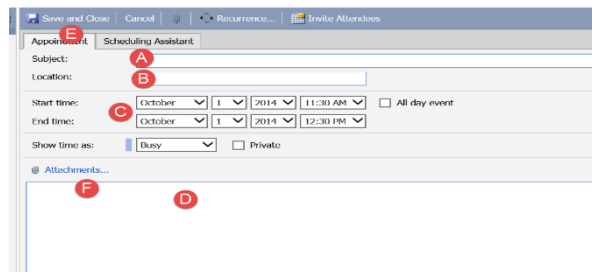 Save and Close Cancel Recurrence... Invite Attendees
E
Appointment Scheduling Assistant
Subject: A
Location: B
Start time: October 1 2014 11:30 AM All day event
C
End time: October 1 2014 12:30 PM
Show time as: Busy Private
Attachments...
F
D